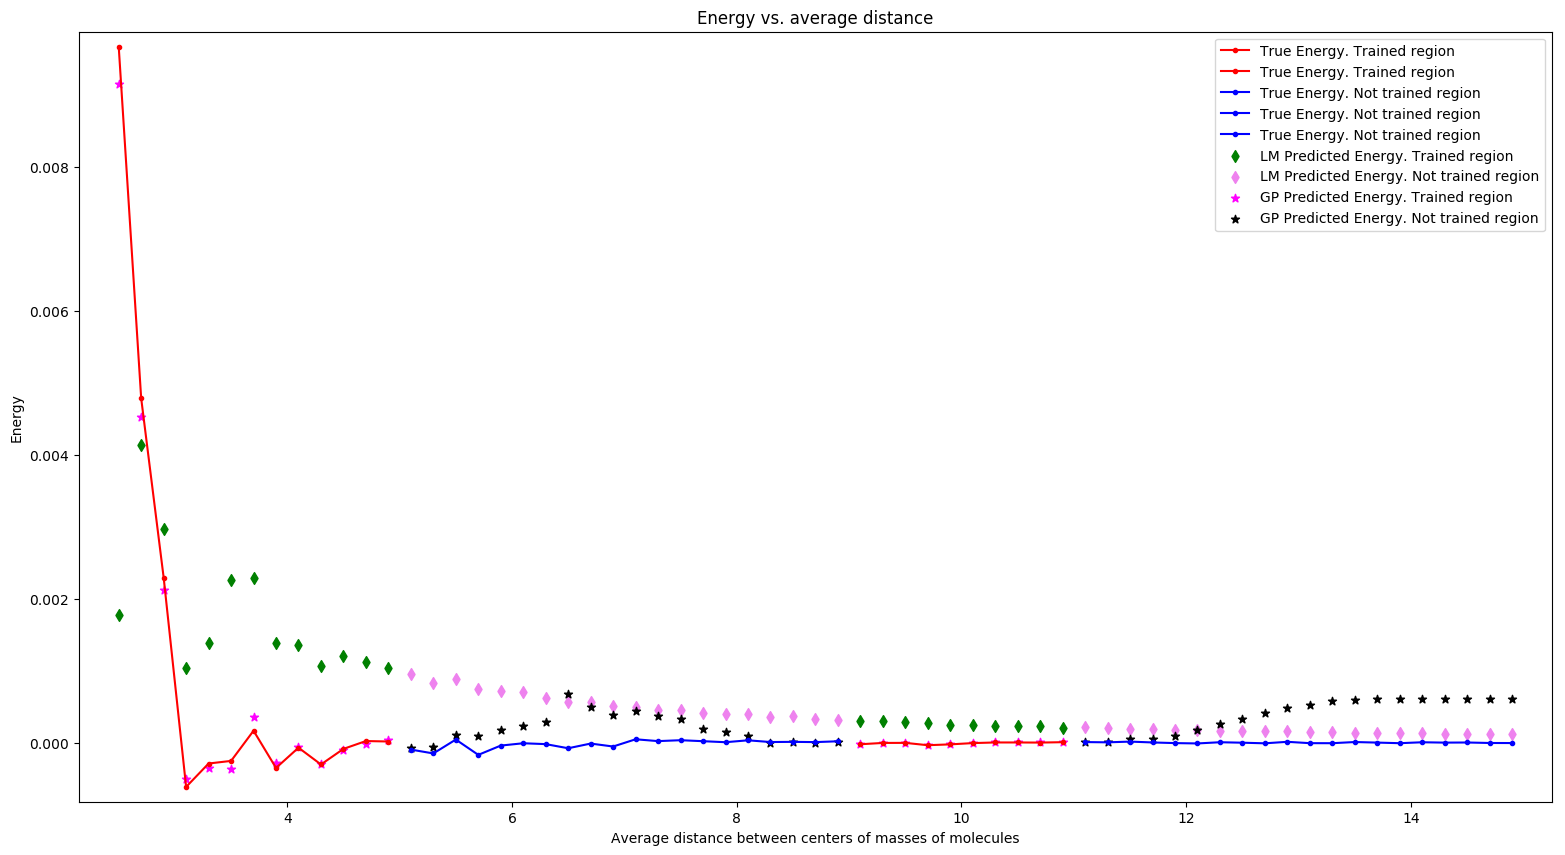 Energy vs. average distance
True Energy. Trained region
True Energy. Trained region
True Energy. Not trained region
True Energy. Not trained region
True Energy. Not trained region
LM Predicted Energy. Trained region
LM Predicted Energy. Not trained region
GP Predicted Energy. Trained region
GP Predicted Energy. Not trained region
Energy
0.008
0.006
0.004
0.002
0.000
4
6
8
10
12
14
Average distance between centers of masses of molecules